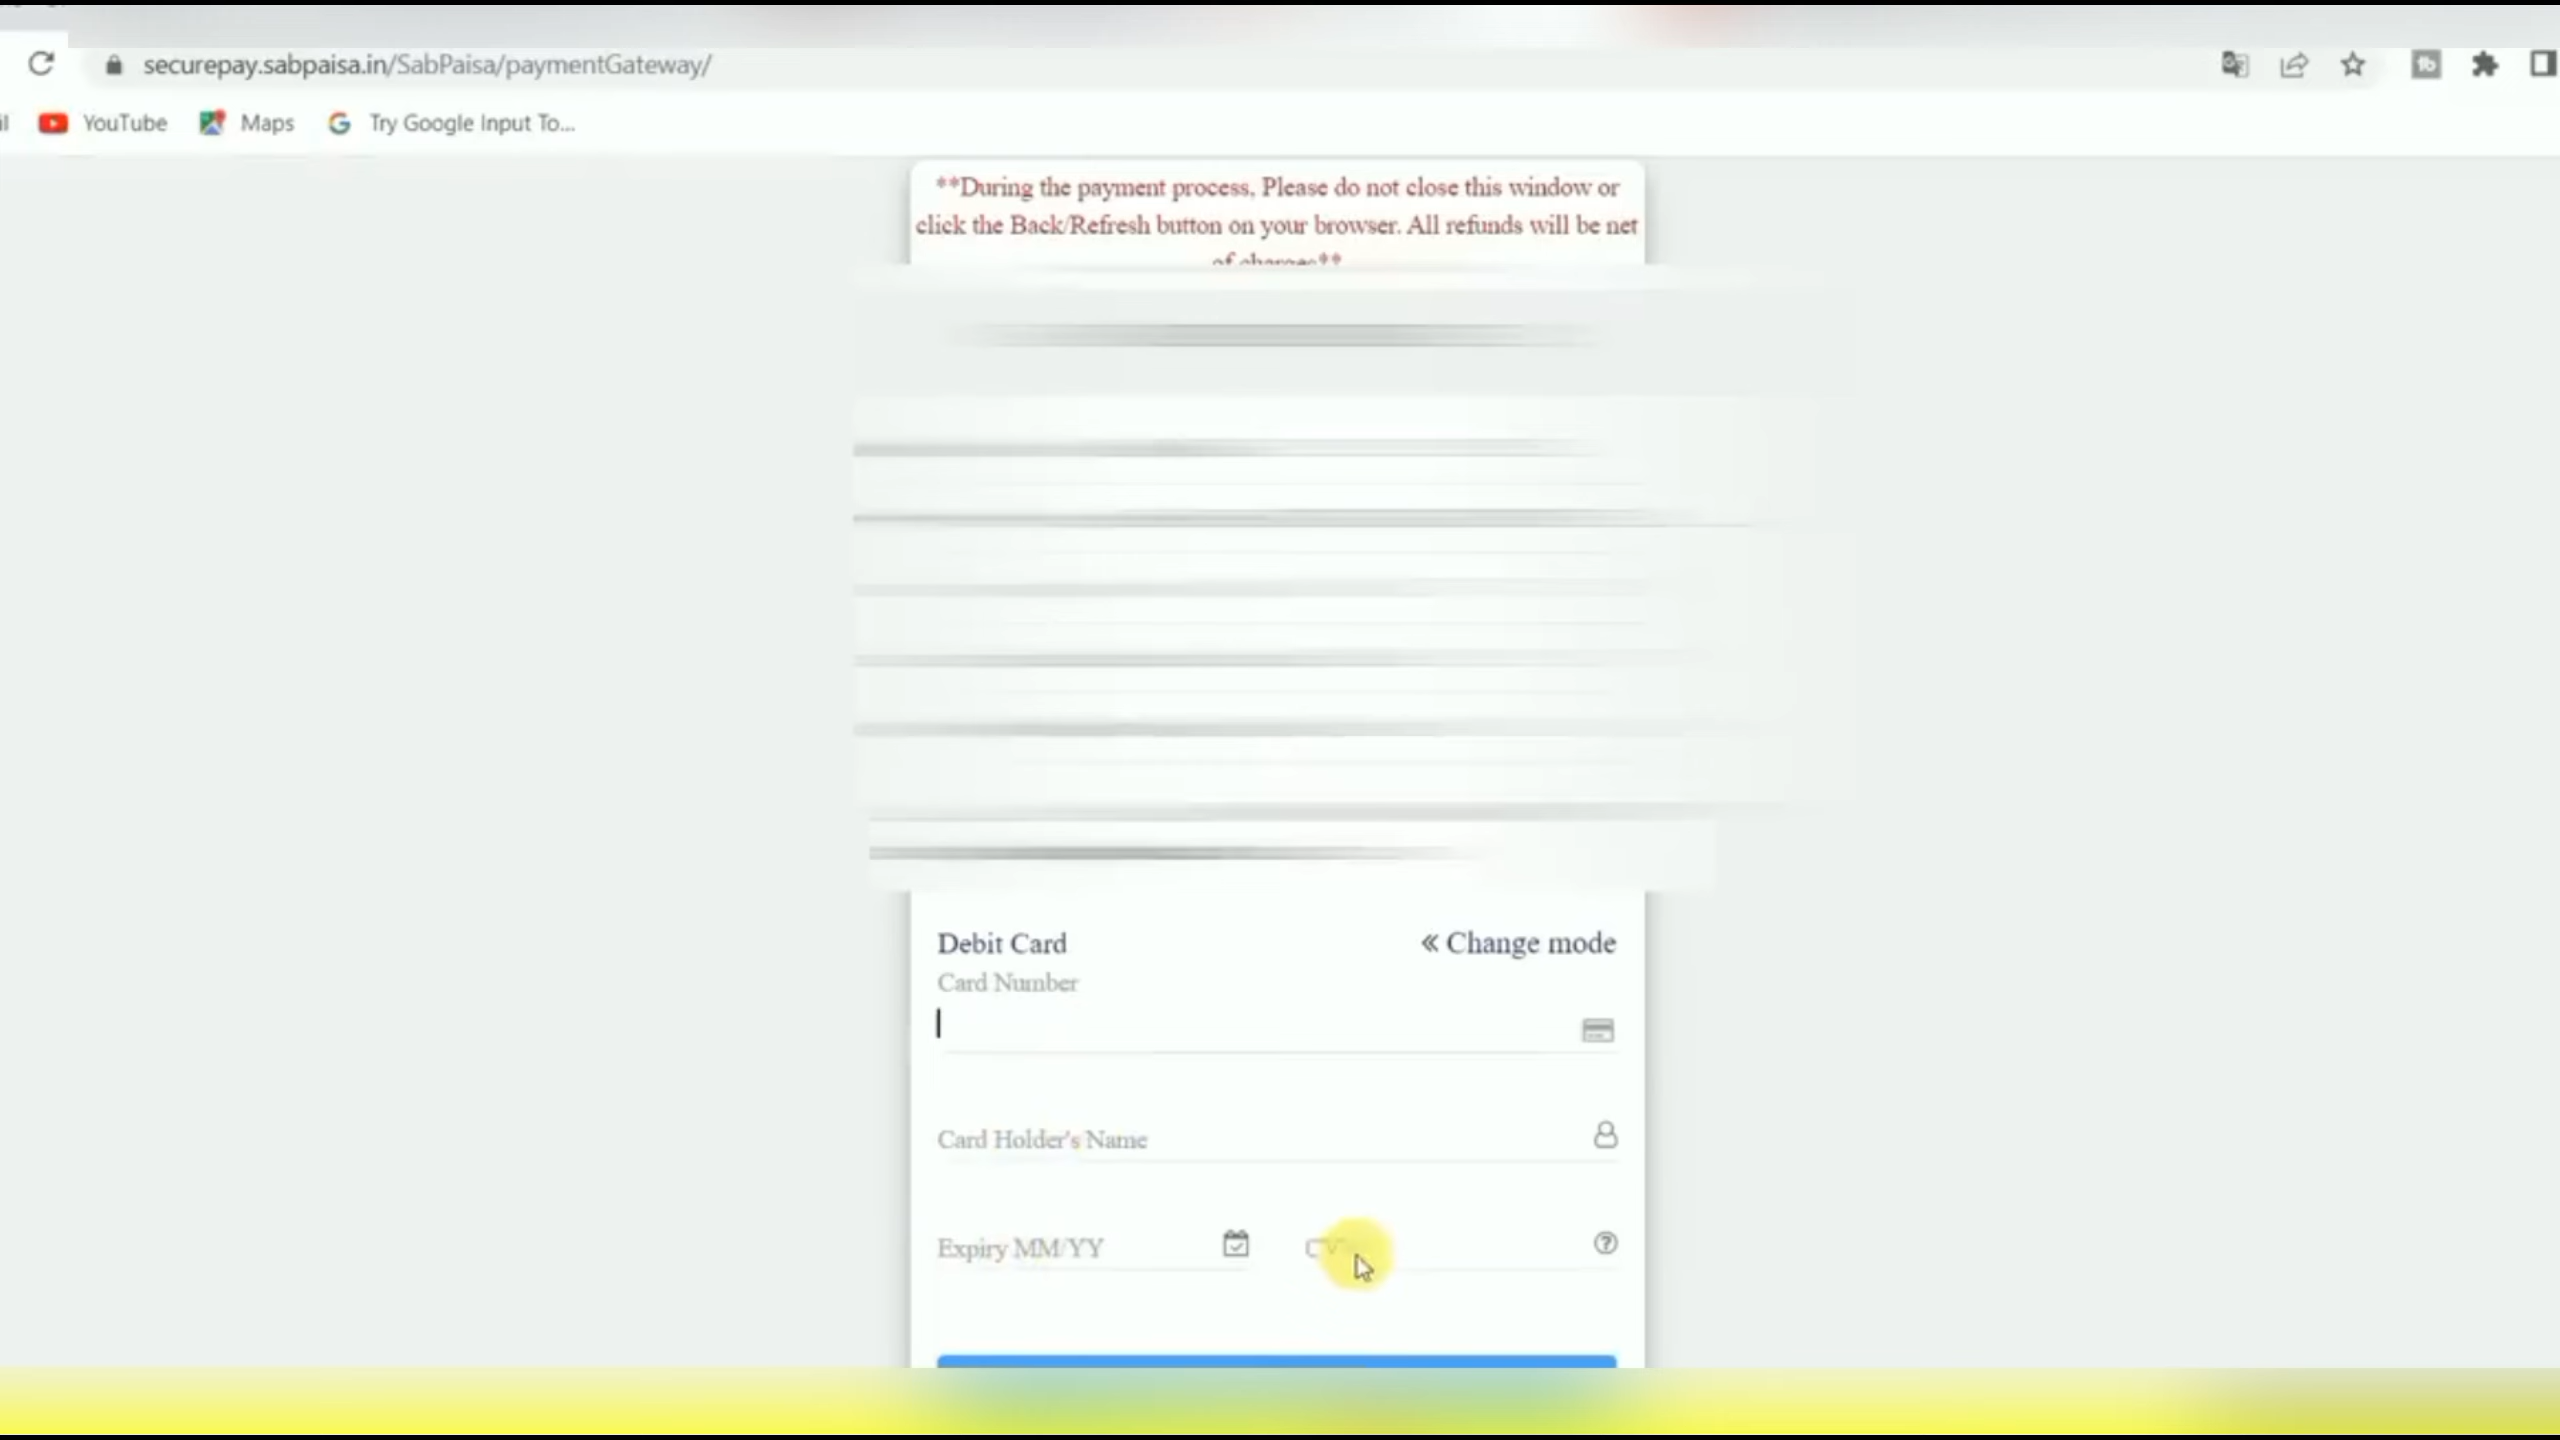 securepay.sabpaisa.in/SabPaisa/paymentGateway/
YouTube
Maps
Try Google Input To...
**During the payment process, Please do not close this window or
click the Back/Refresh button on your browser. All refunds will be net
of charges**
Debit Card
« Change mode
Card Number
Card Holder's Name
Expiry MM/YY